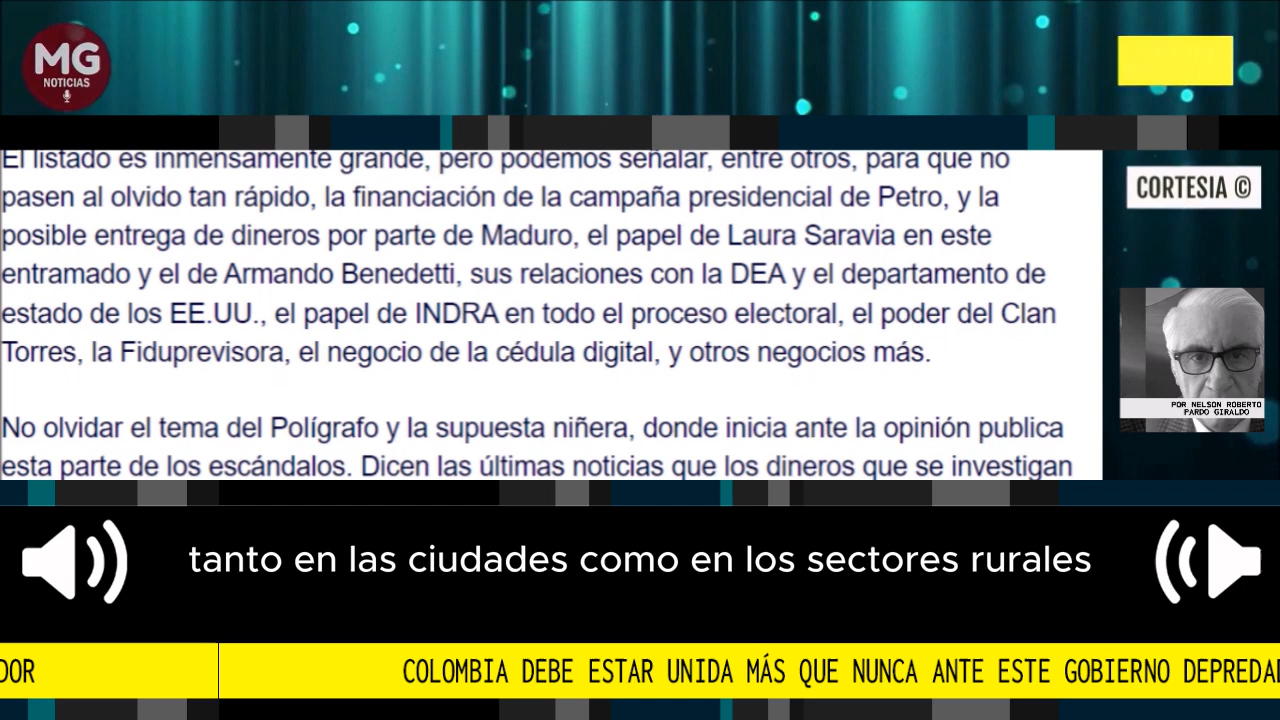 MG
NOTICIAS
El listado es inmensamente grande, pero podemos señalar, entre otros, para que no
pasen al olvido tan rápido, la financiación de la campaña presidencial de Petro, y la
posible entrega de dineros por parte de Maduro, el papel de Laura Saravia en este
entramado y el de Armando Benedetti, sus relaciones con la DEA y el departamento de
estado de los EE.UU., el papel de INDRA en todo el proceso electoral, el poder del Clan
Torres, la Fiduprevisora, el negocio de la cédula digital, y otros negocios más.
No olvidar el tema del Polígrafo y la supuesta niñera, donde inicia ante la opinión publica
esta parte de los escándalos. Dicen las últimas noticias que los dineros que se investigan
CORTESIA ©
POR NELSON ROBERTO
PARDO GIRALDO
tanto en las ciudades como en los sectores rurales
DOR
COLOMBIA DEBE ESTAR UNIDA MÁS QUE NUNCA ANTE ESTE GOBIERNO DEPREDA